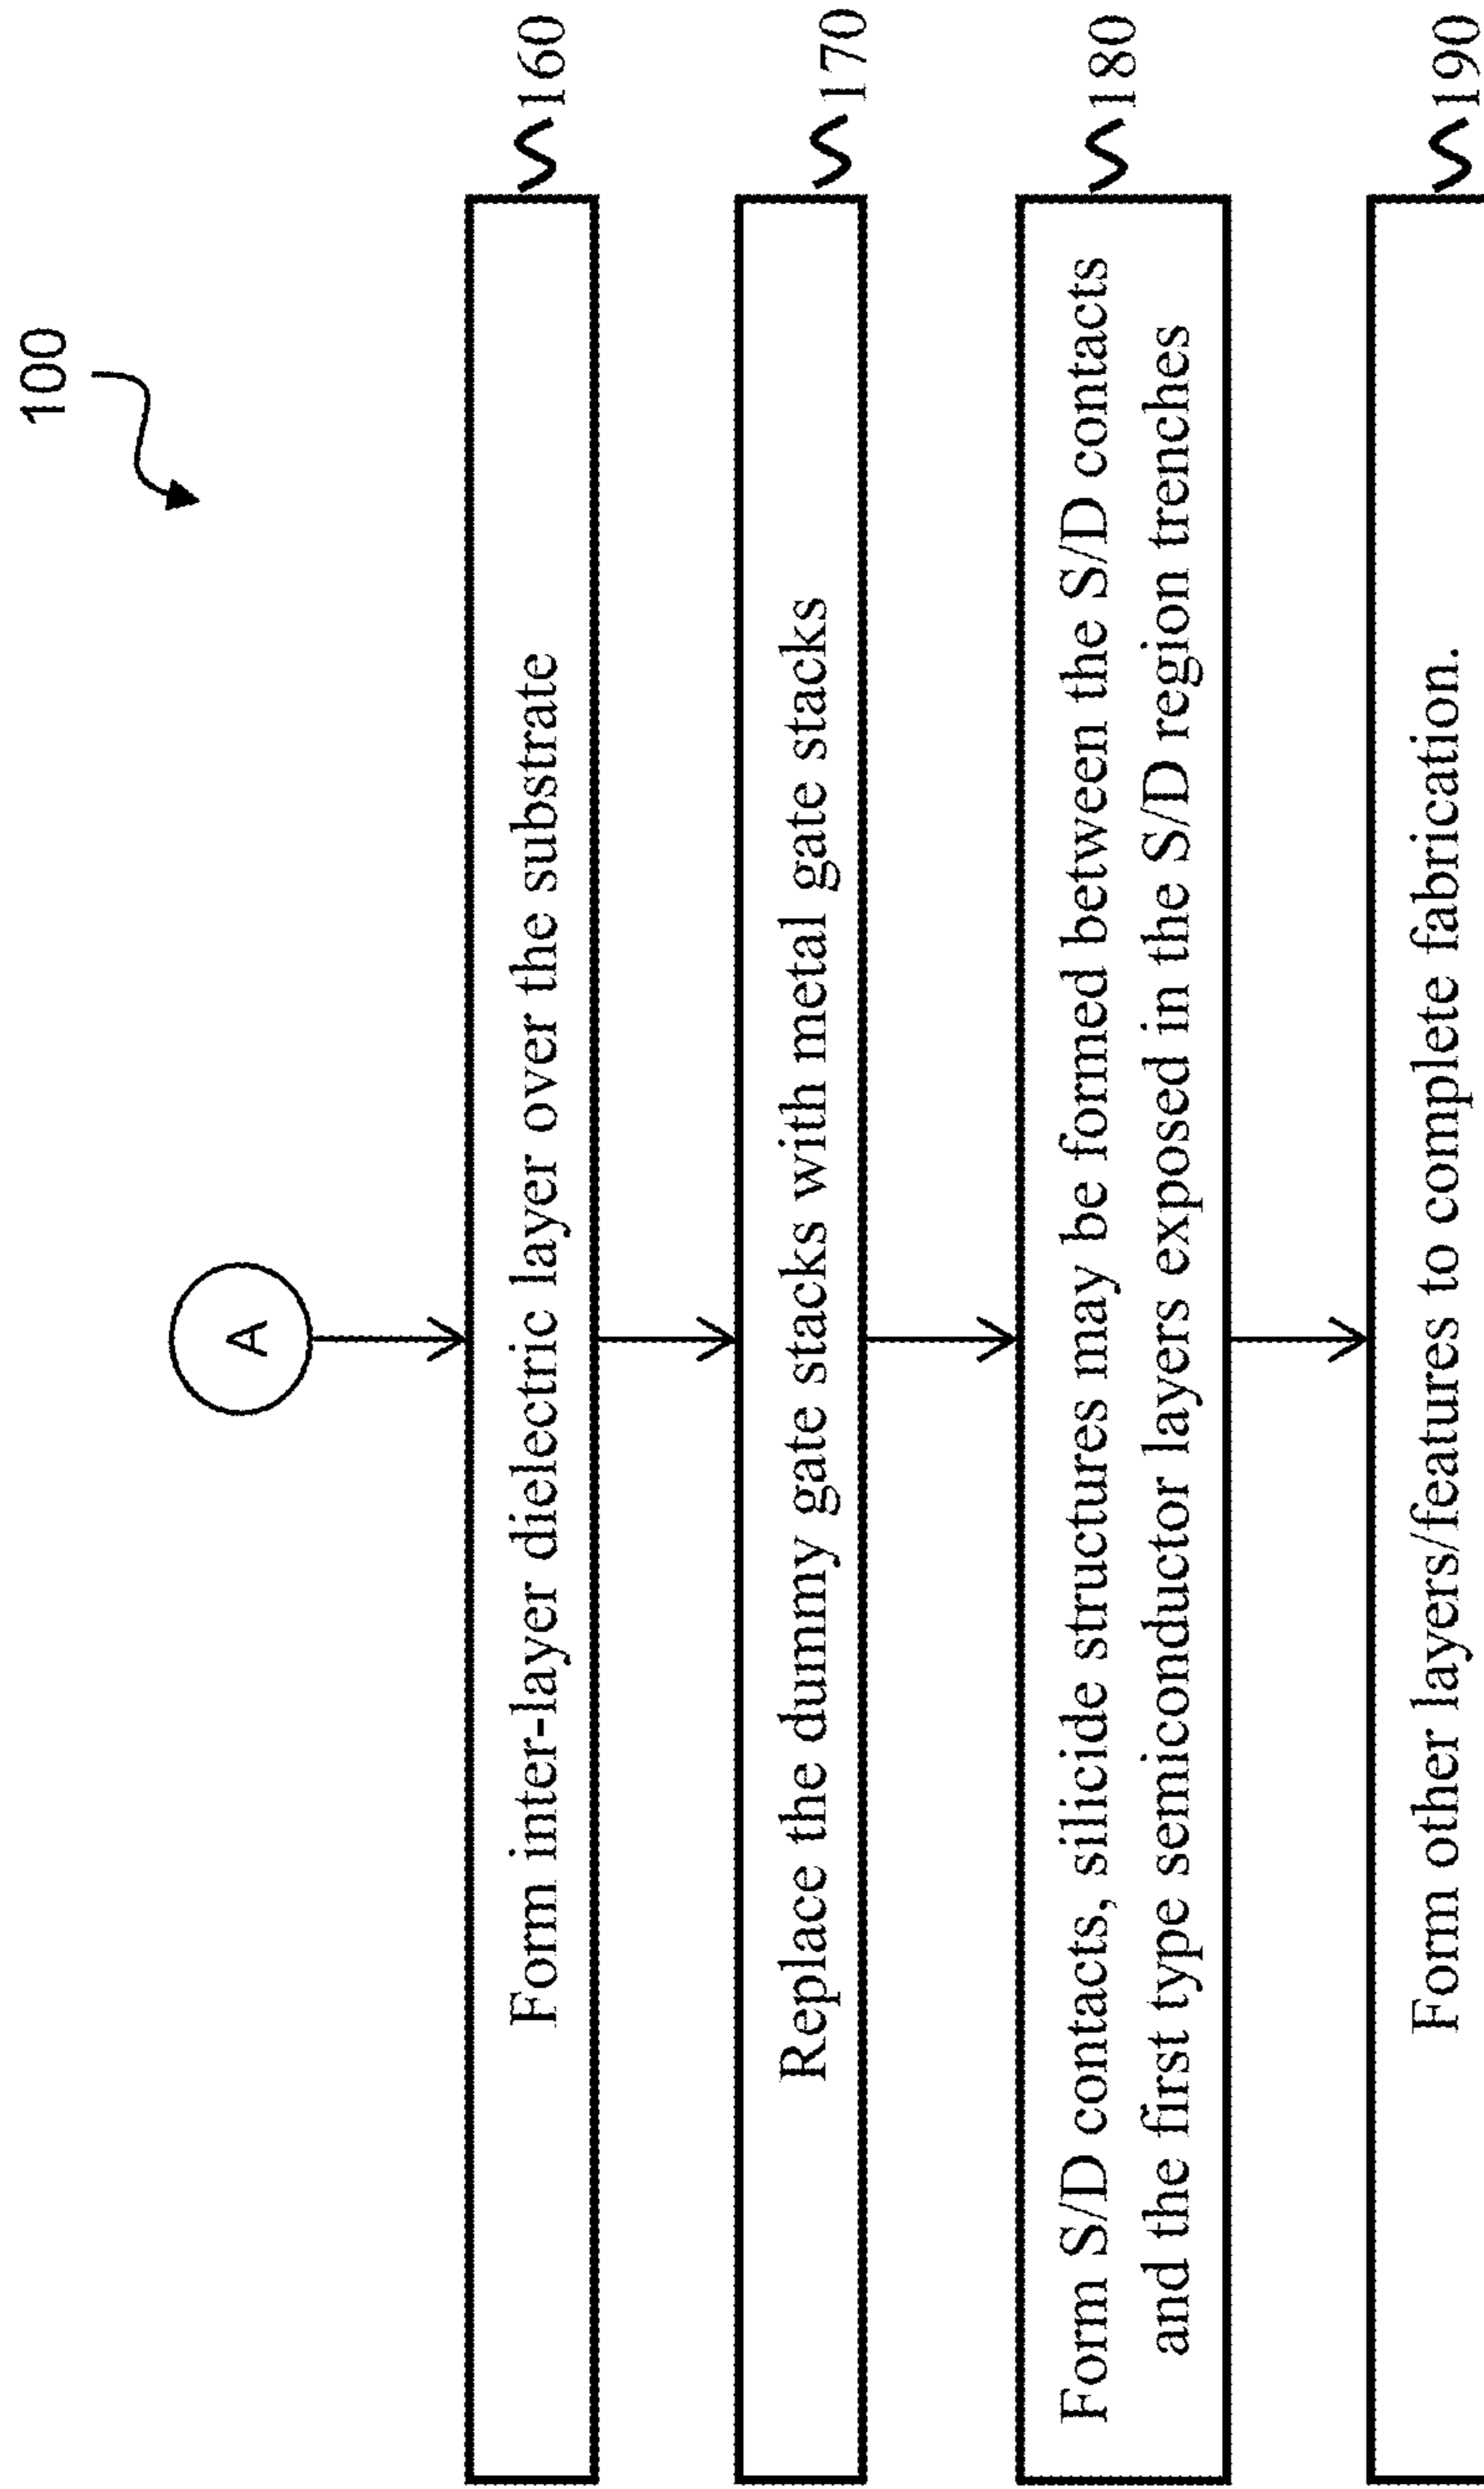 100
A
Form inter-layer dielectric layer over the substrate
160
Replace the dummy gate stacks with metal gate stacks
170
Form S/D contacts, silicide structures may be formed between the S/D contacts
and the first type semiconductor layers exposed in the S/D region trenches
180
Form other layers/features to complete fabrication.
190